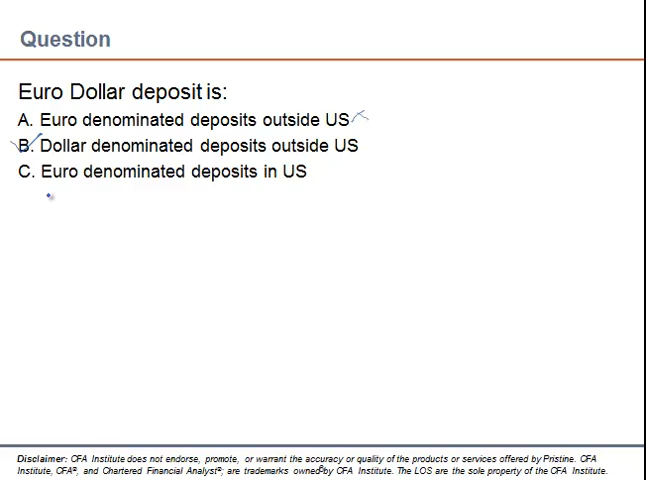 Question
Euro Dollar deposit is:
A. Euro denominated deposits outside US
B. Dollar denominated deposits outside US
C. Euro denominated deposits in US
Disclaimer: CFA Institute does not endorse, promote, or warrant the accuracy or quality of the products or services offered by Pristine. CFA
Institute, CFA®, and Chartered Financial Analyst®; are trademarks owned by CFA Institute. The LOS are the sole property of the CFA Institute.